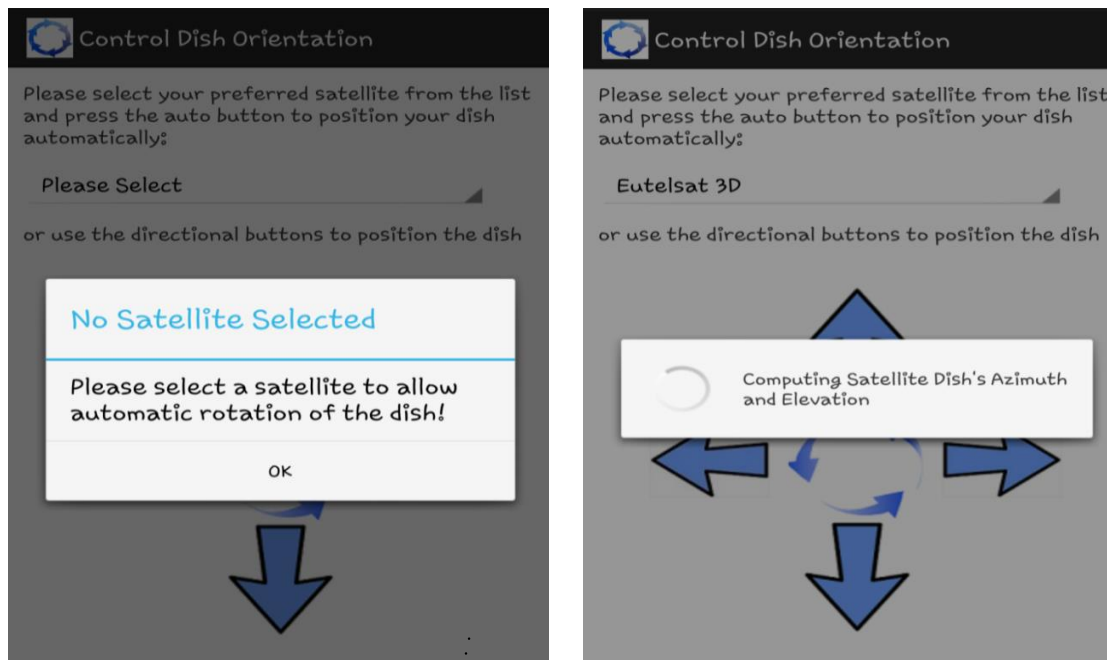 Control Dish Orientation
Please select your preferred satellite from the list
and press the auto button to position your dish
automatically:
Please Select
or use the directional buttons to position the dish
No Satellite Selected
Please select a satellite to allow
automatic rotation of the dish!
OK
Control Dish Orientation
Please select your preferred satellite from the list
and press the auto button to position your dish
automatically:
Eutelsat 3D
or use the directional buttons to position the dish
Computing Satellite Dish's Azimuth
and Elevation